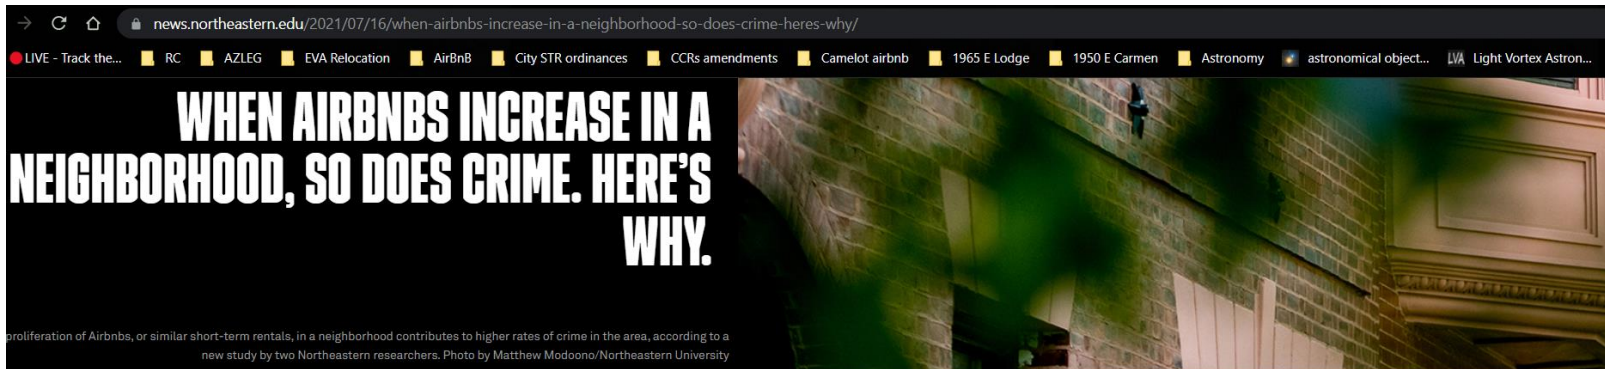 news.northeastern.edu/2021/07/16/when-airbnbs-increase-in-a-neighborhood-so-does-crime-heres-why/
LIVE - Track the... RC AZLEG EVA Relocation AirBnB City STR ordinances CCRs amendments Camelot airbnb 1965 E Lodge 1950 E Carmen Astronomy astronomical object... LVA Light Vortex Astron...
WHEN AIRBNBS INCREASE IN A
NEIGHBORHOOD, SO DOES CRIME. HERE'S
WHY.
proliferation of Airbnbs, or similar short-term rentals, in a neighborhood contributes to higher rates of crime in the area, according to a
new study by two Northeastern researchers. Photo by Matthew Modoono/Northeastern University